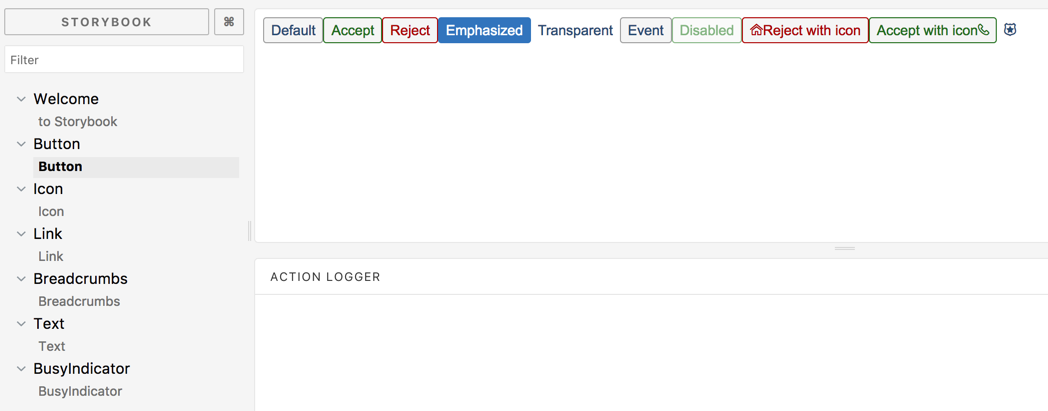 STORYBOOK ⌘
Filter
Welcome
to Storybook
Button
Button
Icon
Icon
Link
Link
Breadcrumbs
Breadcrumbs
Text
Text
BusyIndicator
BusyIndicator
Default Accept Reject Emphasized Transparent Event Disabled Reject with icon Accept with icon
ACTION LOGGER